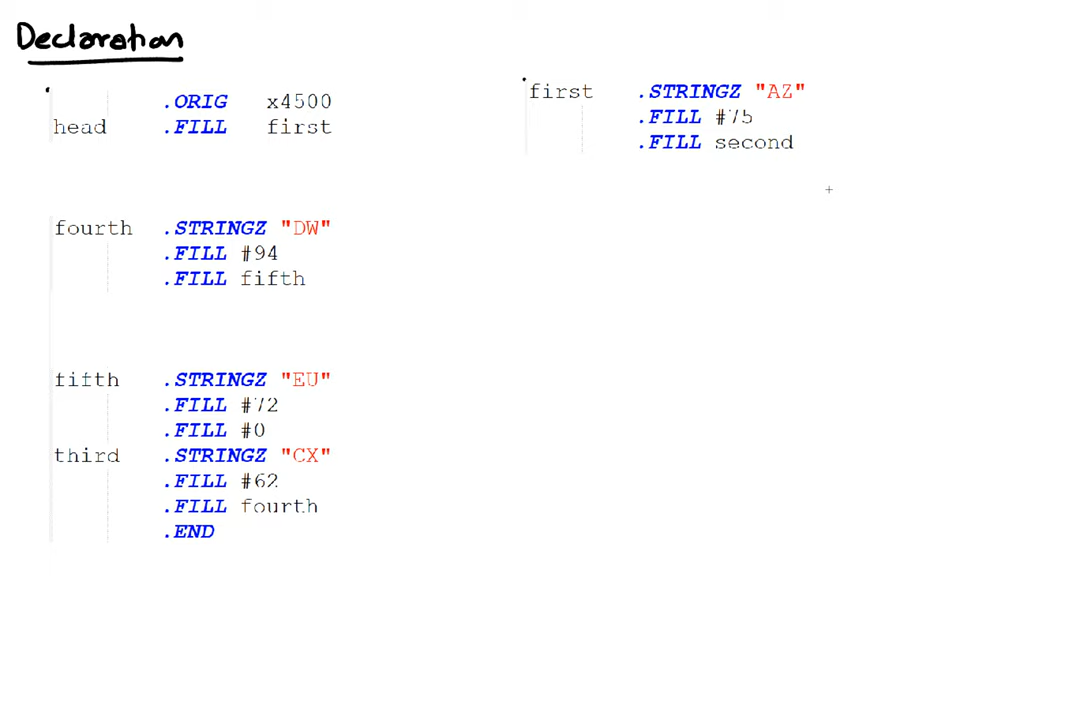 Declaration
.ORIG x4500
head .FILL first
fourth .STRINGZ "DW"
.FILL #94
.FILL fifth
fifth .STRINGZ "EU"
.FILL #72
.FILL #0
third .STRINGZ "CX"
.FILL #62
.FILL fourth
.END
first .STRINGZ "AZ"
.FILL #75
.FILL second